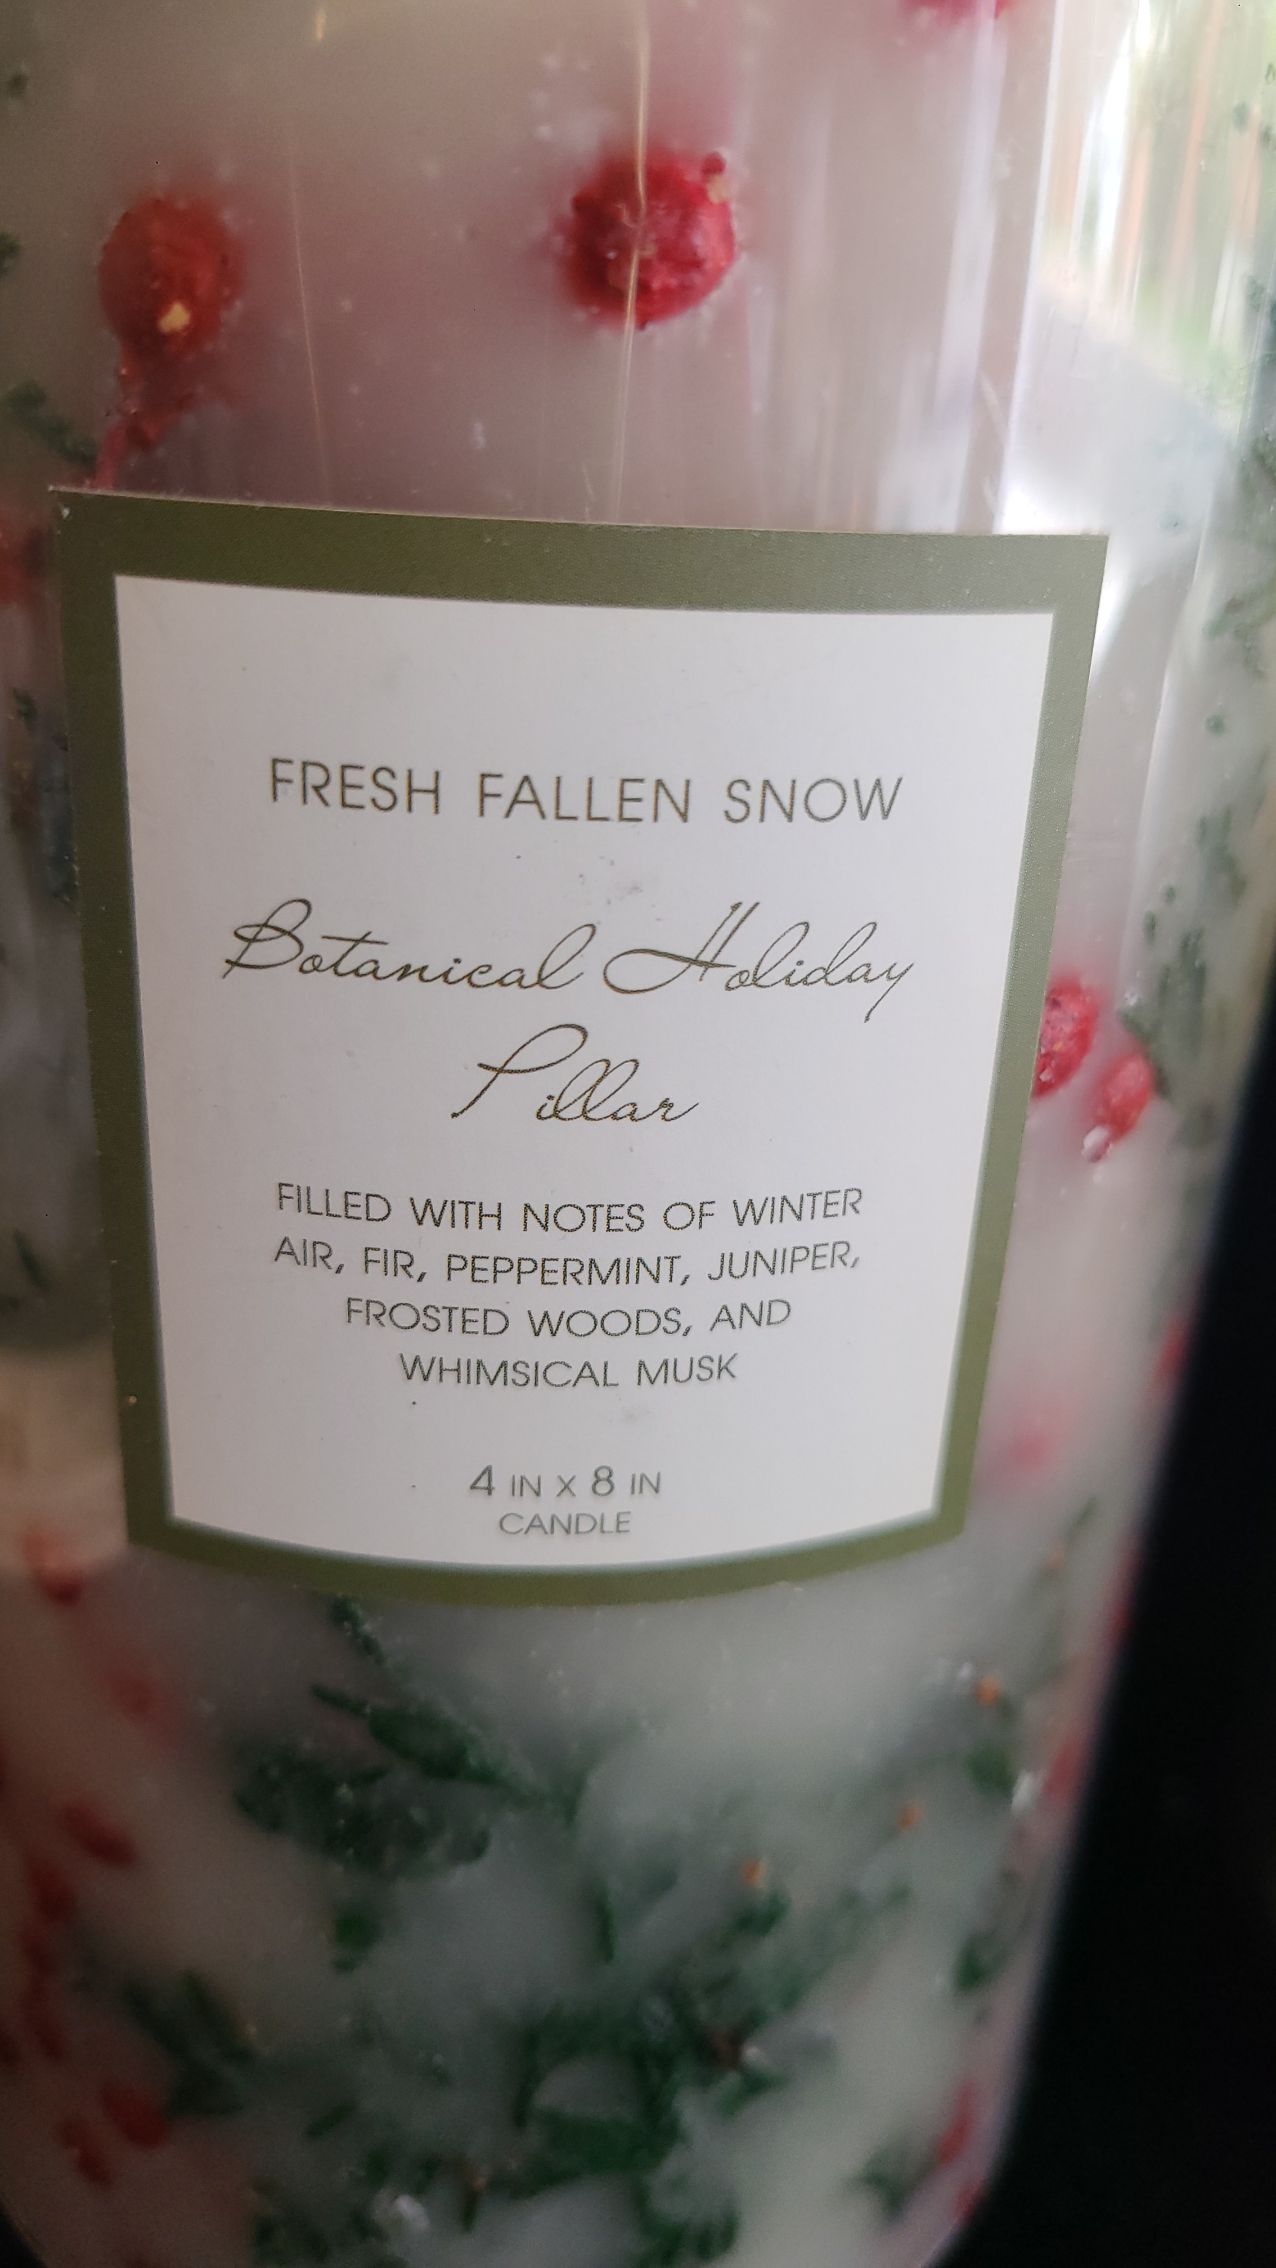 FRESH FALLEN SNOW
Botanical Holiday
Pillar
FILLED WITH NOTES OF WINTER
AIR, FIR, PEPPERMINT, JUNIPER,
FROSTED WOODS, AND
WHIMSICAL MUSK
4 IN X 8 IN
CANDLE